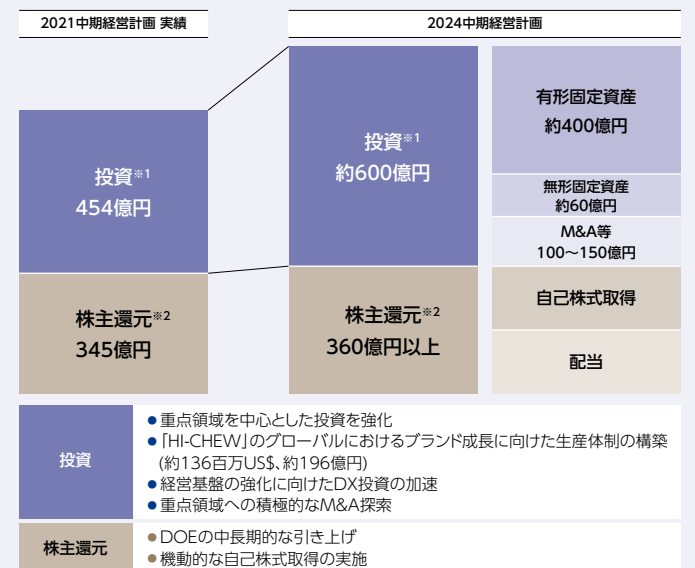 2021中期経営計画 実績
2024中期経営計画
投資※1
454億円
株主還元※2
345億円
投資※1
約600億円
株主還元※2
360億円以上
有形固定資産
約400億円
無形固定資産
約60億円
M&A等
100～150億円
自己株式取得
配当
投資
●重点領域を中心とした投資を強化
●「HI-CHEW」のグローバルにおけるブランド成長に向けた生産体制の構築
(約136百万US$、約196億円)
●経営基盤の強化に向けたDX投資の加速
●重点領域への積極的なM&A探索
株主還元
●DOEの中長期的な引き上げ
●機動的な自己株式取得の実施